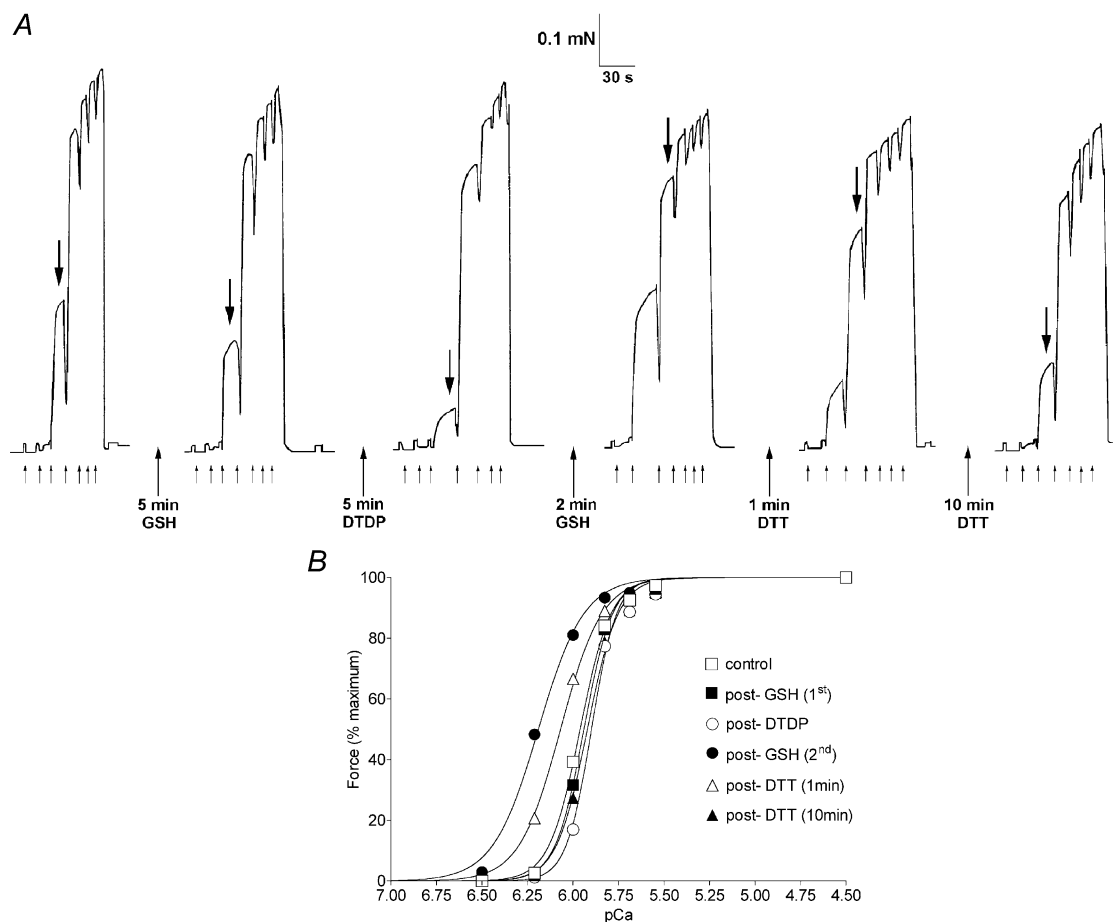 A
0.1 mN
30 s
5 min
GSH
5 min
DTDP
2 min
GSH
1 min
DTT
10 min
DTT
B
Force (% maximum)
100
80
60
40
20
0
7.00 6.75 6.50 6.25 6.00 5.75 5.50 5.25 5.00 4.75 4.50
pCa
control
post- GSH (1st)
post- DTDP
post- GSH (2nd)
post- DTT (1min)
post- DTT (10min)